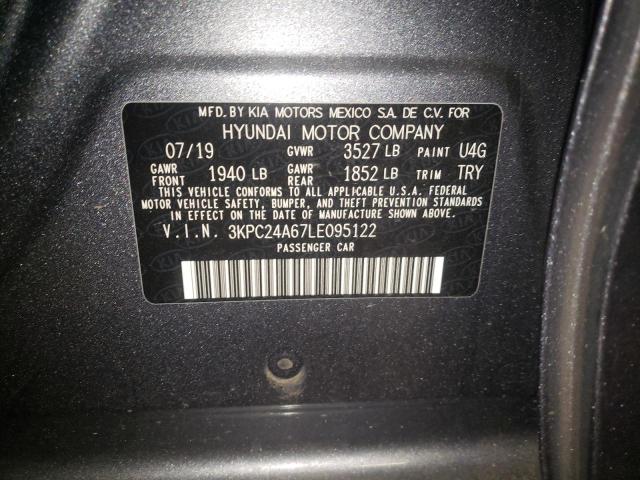 MFD. BY KIA MOTORS MEXICO S.A. DE C.V. FOR
HYUNDAI MOTOR COMPANY
07/19 GVWR 3527 LB PAINT U4G
GAWR FRONT 1940 LB GAWR REAR 1852 LB TRIM TRY
THIS VEHICLE CONFORMS TO ALL APPLICABLE U.S.A. FEDERAL
MOTOR VEHICLE SAFETY, BUMPER, AND THEFT PREVENTION STANDARDS
IN EFFECT ON THE DATE OF MANUFACTURE SHOWN ABOVE.
V.I.N. 3KPC24A67LE095122
PASSENGER CAR